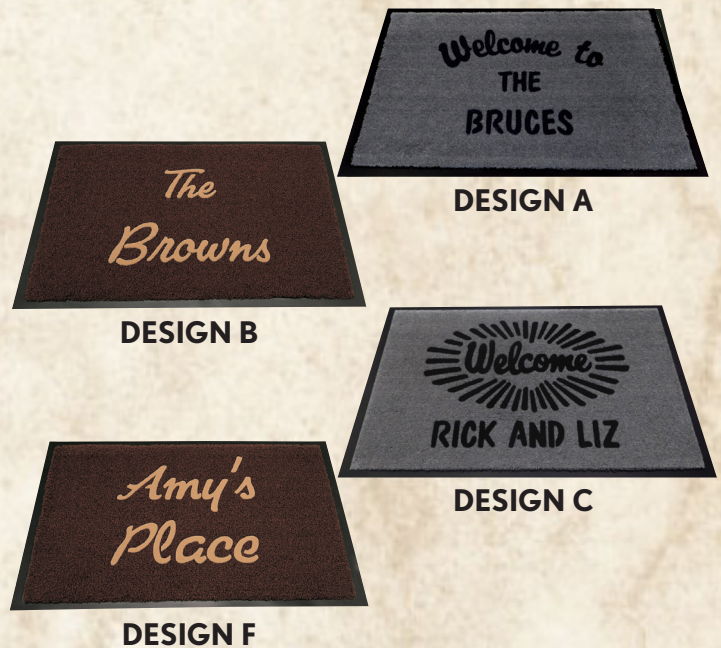 Welcome to
THE
BRUCES
DESIGN A
The
Browns
DESIGN B
Welcome
RICK AND LIZ
DESIGN C
Amy's
Place
DESIGN F